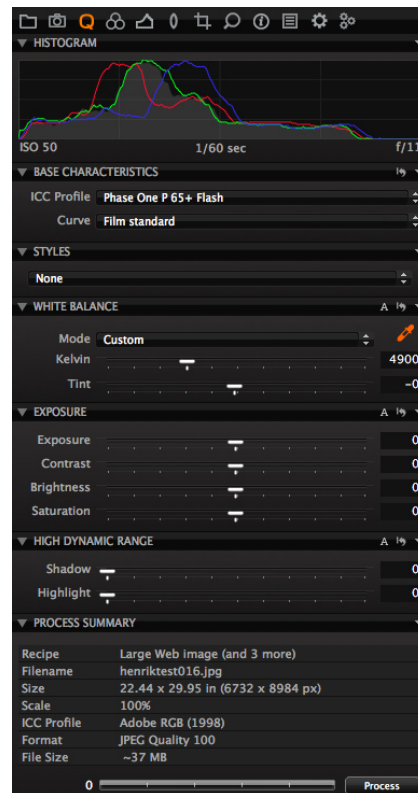 HISTOGRAM
ISO 50 1/60 sec f/11
BASE CHARACTERISTICS
ICC Profile Phase One P 65+ Flash
Curve Film standard
STYLES
None
WHITE BALANCE A
Mode Custom
Kelvin 4900
Tint -0
EXPOSURE A
Exposure 0
Contrast 0
Brightness 0
Saturation 0
HIGH DYNAMIC RANGE A
Shadow 0
Highlight 0
PROCESS SUMMARY
Recipe Large Web image (and 3 more)
Filename henriktest016.jpg
Size 22.44 x 29.95 in (6732 x 8984 px)
Scale 100%
ICC Profile Adobe RGB (1998)
Format JPEG Quality 100
File Size ~37 MB
0 Process